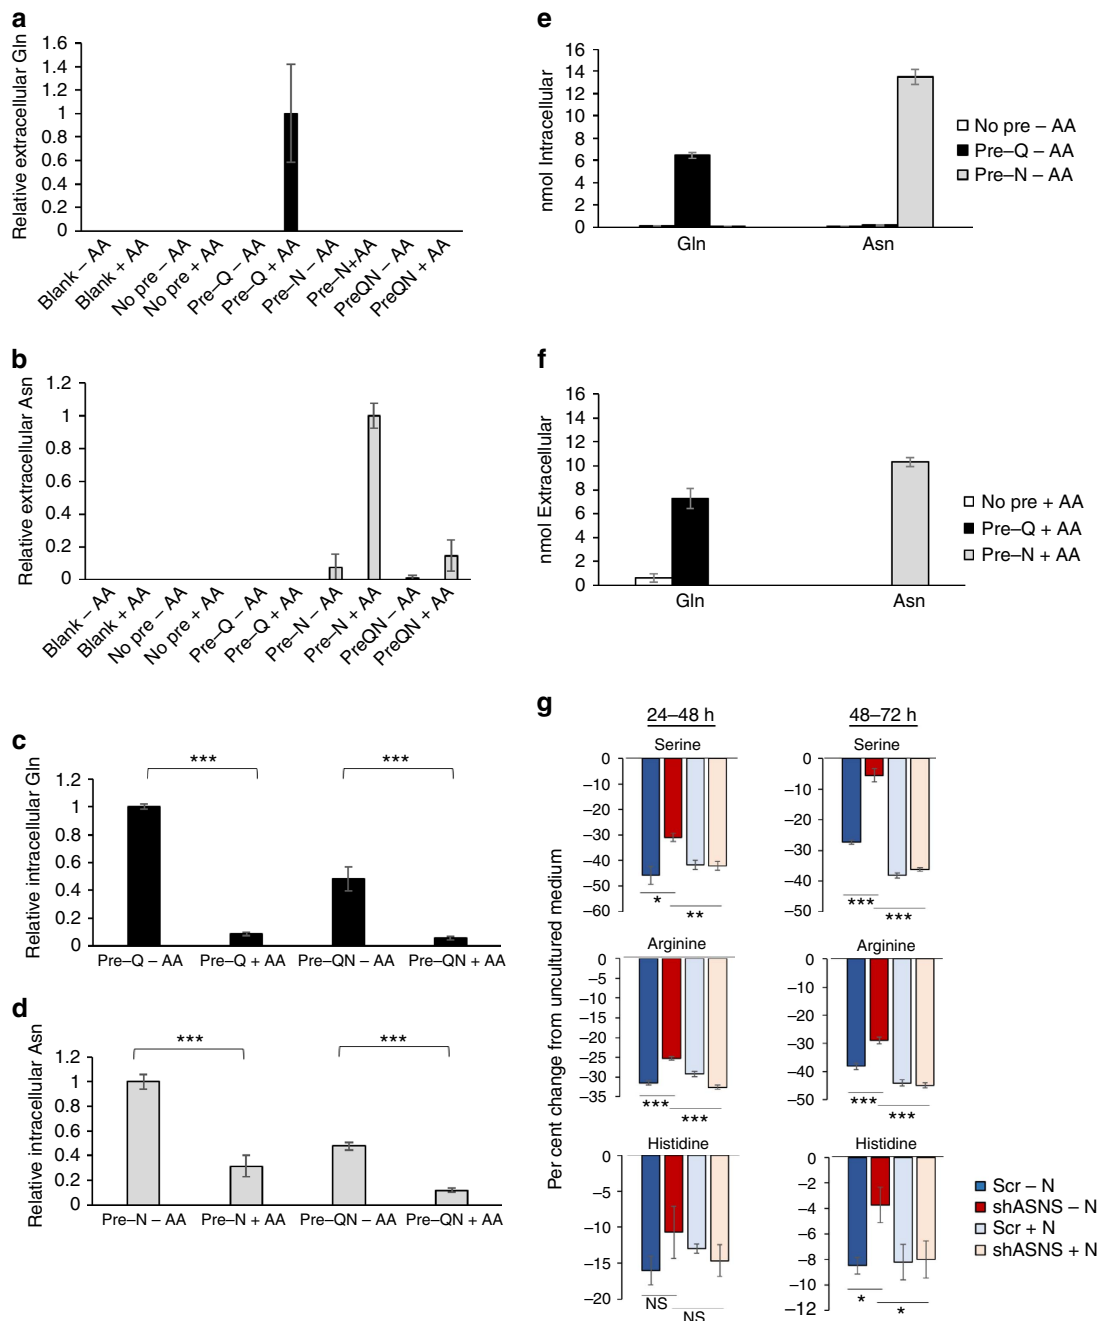 a
Relative extracellular Gln
1.6
1.4
1.2
1
0.8
0.6
0.4
0.2
0
Blank – AA
Blank + AA
No pre – AA
No pre + AA
Pre–Q – AA
Pre–Q + AA
Pre–N – AA
Pre–N+AA
PreQN – AA
PreQN + AA
b
Relative extracellular Asn
1.2
1
0.8
0.6
0.4
0.2
0
Blank – AA
Blank + AA
No pre – AA
No pre + AA
Pre–Q – AA
Pre–Q + AA
Pre–N – AA
Pre–N + AA
PreQN – AA
PreQN + AA
c
Relative intracellular Gln
1.2
1
0.8
0.6
0.4
0.2
0
***
***
Pre–Q – AA
Pre–Q + AA
Pre–QN – AA
Pre–QN + AA
d
Relative intracellular Asn
1.2
1
0.8
0.6
0.4
0.2
0
***
***
Pre–N – AA
Pre–N + AA
Pre–QN – AA
Pre–QN + AA
e
nmol Intracellular
16
14
12
10
8
6
4
2
0
Gln
Asn
No pre – AA
Pre–Q – AA
Pre–N – AA
f
nmol Extracellular
16
14
12
10
8
6
4
2
0
Gln
Asn
No pre + AA
Pre–Q + AA
Pre–N + AA
g
Per cent change from uncultured medium
24–48 h
48–72 h
Serine
0
–10
–20
–30
–40
–50
–60
*
**
Serine
0
–10
–20
–30
–40
–50
***
***
Arginine
0
–5
–10
–15
–20
–25
–30
–35
***
***
Arginine
0
–10
–20
–30
–40
–50
***
***
Histidine
0
–5
–10
–15
–20
NS
NS
Histidine
0
–2
–4
–6
–8
–10
–12
*
*
Scr – N
shASNS – N
Scr + N
shASNS + N